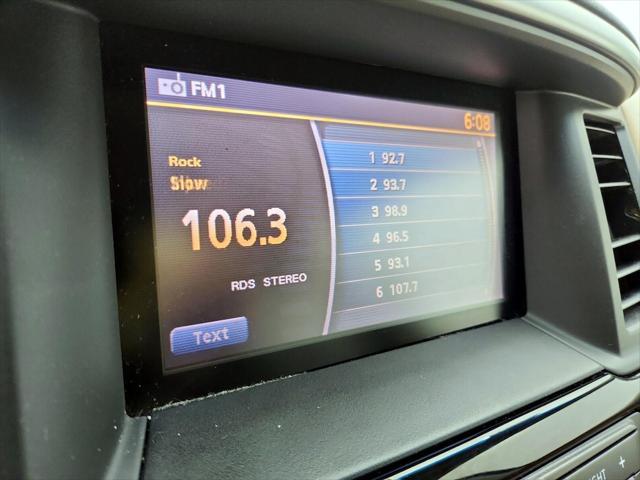 FM1
6:08
Rock
Slow
106.3
RDS STEREO
Text
1 92.7
2 93.7
3 98.9
4 96.5
5 93.1
6 107.7
+